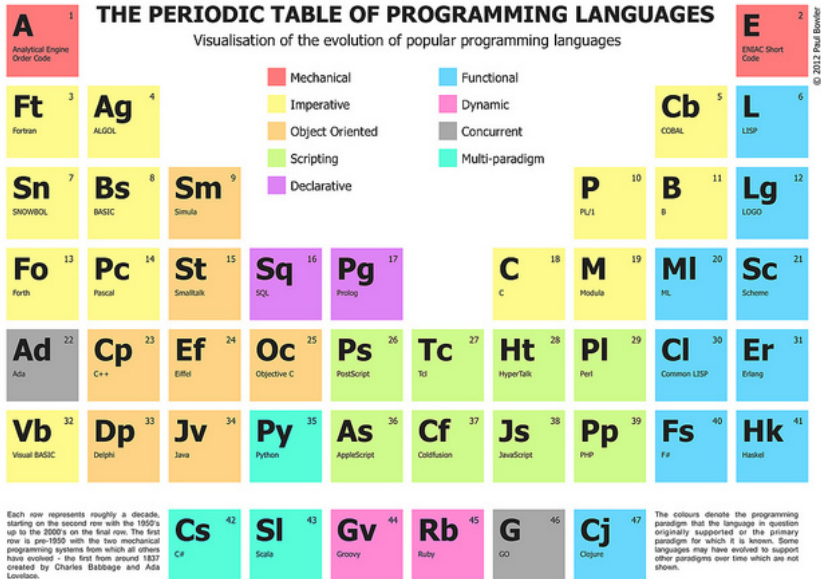 THE PERIODIC TABLE OF PROGRAMMING LANGUAGES
Visualisation of the evolution of popular programming languages
© 2012 Paul Bowler
A 1
Analytical Engine
Order Code
E 2
ENIAC Short
Code
Mechanical
Imperative
Object Oriented
Scripting
Declarative
Functional
Dynamic
Concurrent
Multi-paradigm
Ft 3
Fortran
Ag 4
ALGOL
Cb 5
COBAL
L 6
LISP
Sn 7
SNOWBOL
Bs 8
BASIC
Sm 9
Simula
P 10
PL/1
B 11
B
Lg 12
LOGO
Fo 13
Forth
Pc 14
Pascal
St 15
Smalltalk
Sq 16
SQL
Pg 17
Prolog
C 18
C
M 19
Modula
Ml 20
ML
Sc 21
Scheme
Ad 22
Ada
Cp 23
C++
Ef 24
Eiffel
Oc 25
Objective C
Ps 26
PostScript
Tc 27
Tcl
Ht 28
HyperTalk
Pl 29
Perl
Cl 30
Common LISP
Er 31
Erlang
Vb 32
Visual BASIC
Dp 33
Delphi
Jv 34
Java
Py 35
Python
As 36
AppleScript
Cf 37
Coldfusion
Js 38
JavaScript
Pp 39
PHP
Fs 40
F#
Hk 41
Haskel
Cs 42
C#
Sl 43
Scala
Gv 44
Groovy
Rb 45
Ruby
G 46
GO
Cj 47
Clojure
Each row represents roughly a decade,
starting on the second row with the 1950's
up to the 2000's on the final row. The first
row is pre-1950 with the two mechanical
programming systems from which all others
have evolved - the first from around 1837
created by Charles Babbage and Ada
Lovelace.
The colours denote the programming
paradigm that the language in question
originally supported or the primary
paradigm for which it is known. Some
languages may have evolved to support
other paradigms over time which are not
shown.